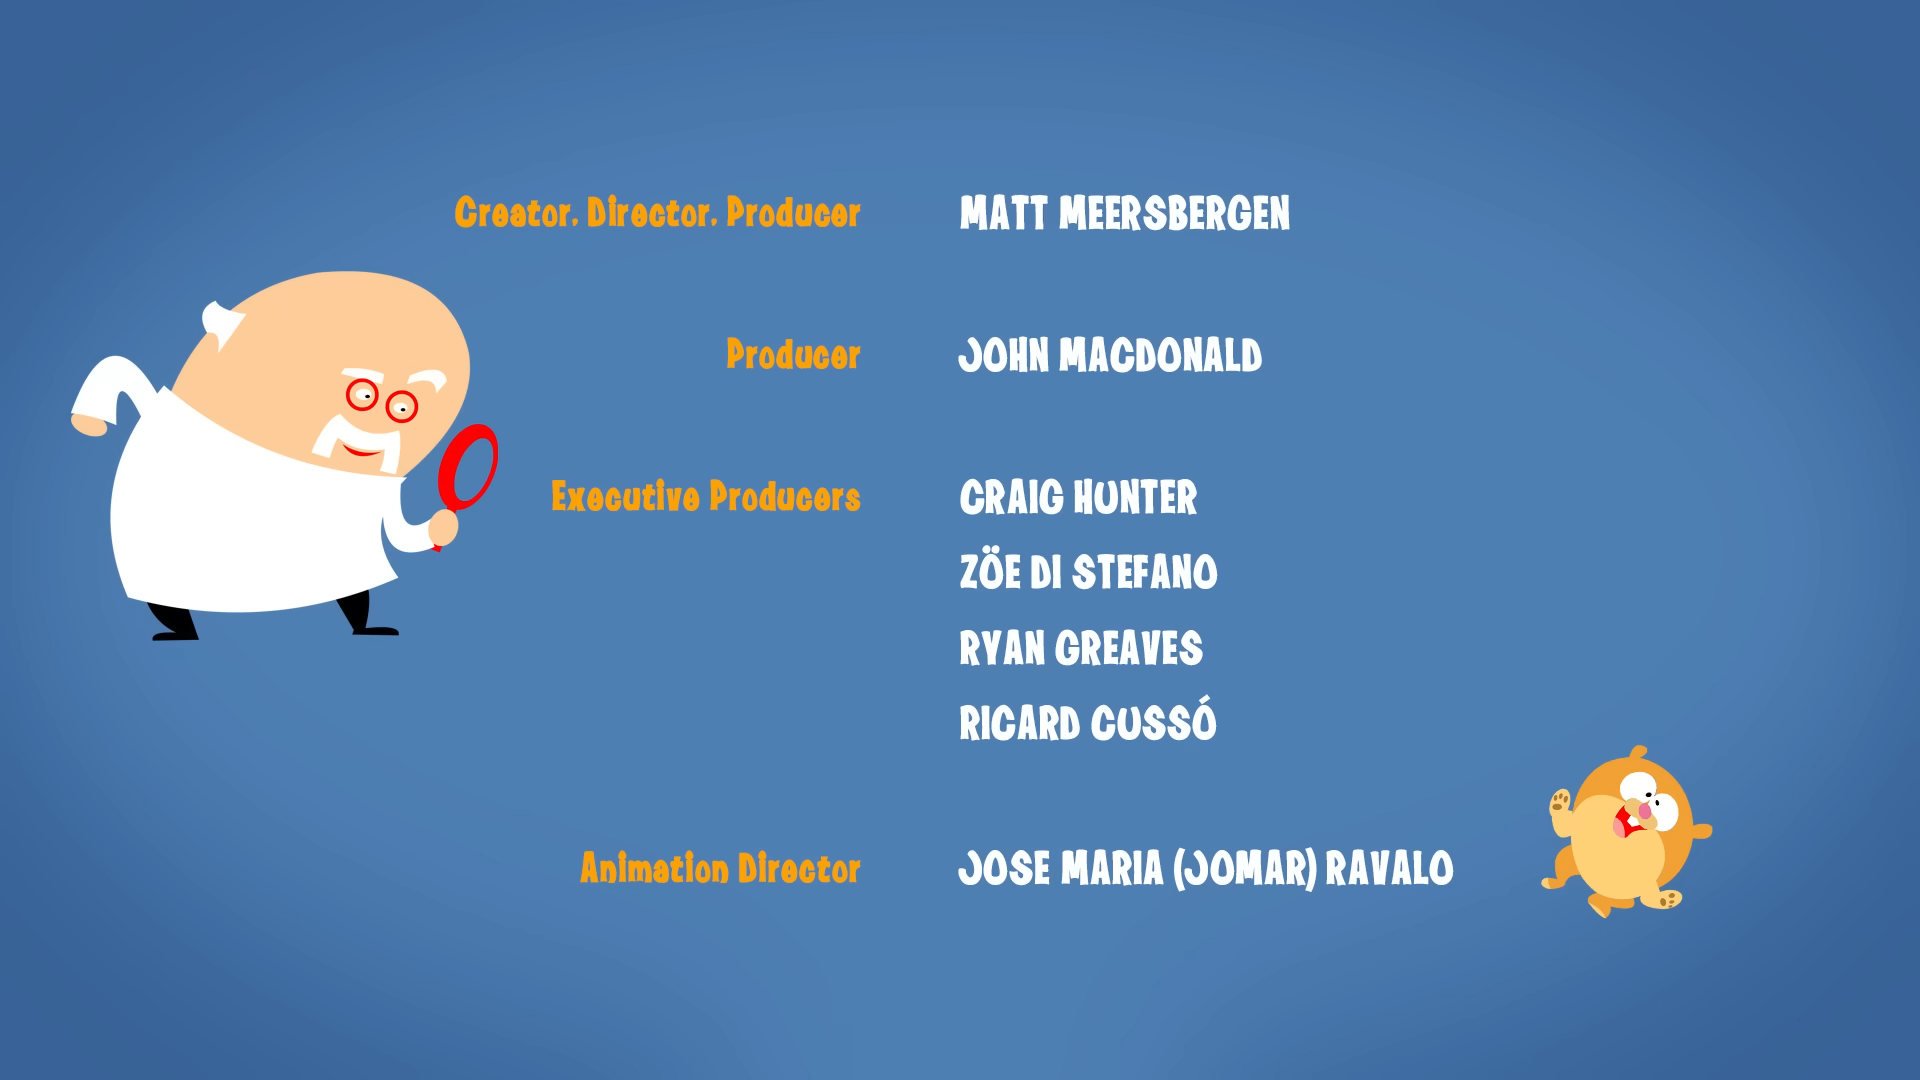 Creator, Director, Producer MATT MEERSBERGEN
Producer JOHN MACDONALD
Executive Producers CRAIG HUNTER
ZÖE DI STEFANO
RYAN GREAVES
RICARD CUSSÓ
Animation Director JOSE MARIA (JOMAR) RAVALO